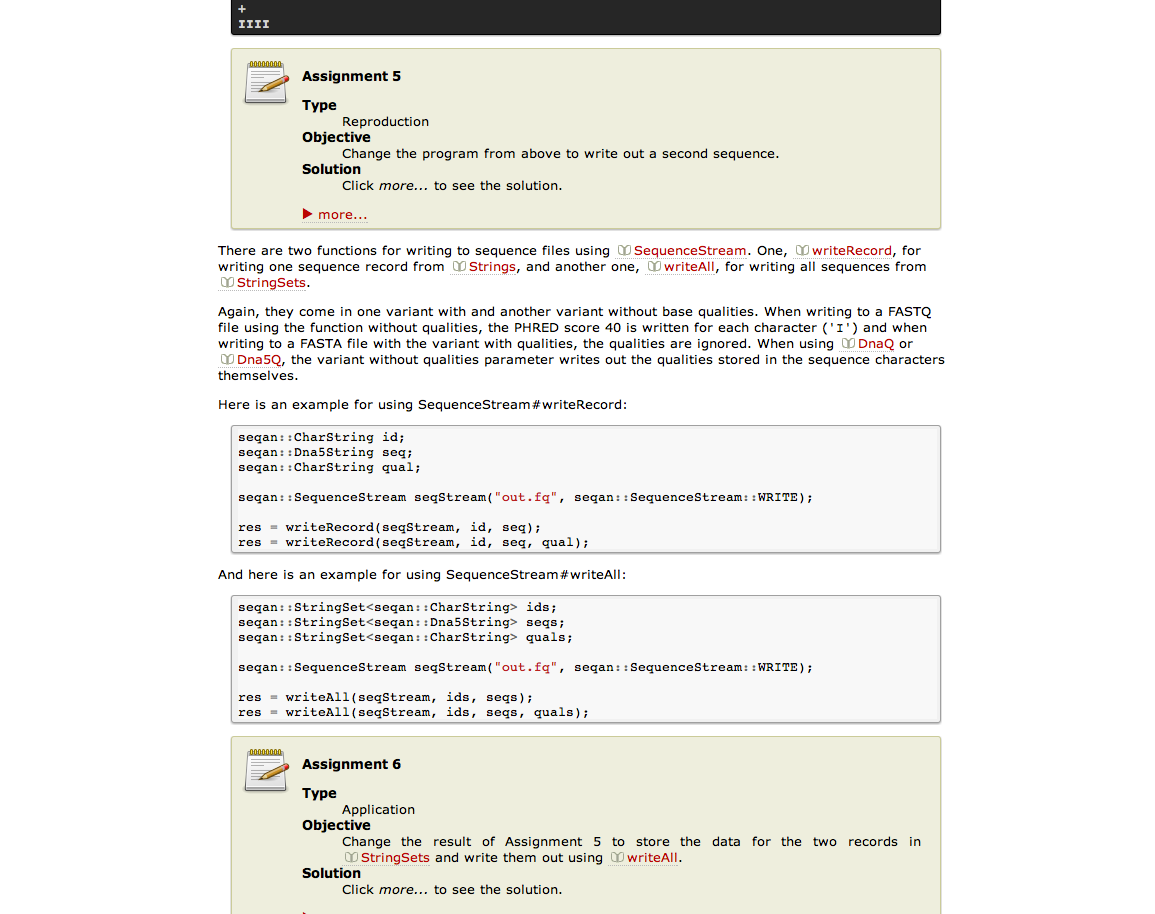 +
IIII
Assignment 5
Type
Reproduction
Objective
Change the program from above to write out a second sequence.
Solution
Click more... to see the solution.
more...
There are two functions for writing to sequence files using SequenceStream. One, writeRecord, for
writing one sequence record from Strings, and another one, writeAll, for writing all sequences from
StringSets.
Again, they come in one variant with and another variant without base qualities. When writing to a FASTQ
file using the function without qualities, the PHRED score 40 is written for each character ('I') and when
writing to a FASTA file with the variant with qualities, the qualities are ignored. When using DnaQ or
Dna5Q, the variant without qualities parameter writes out the qualities stored in the sequence characters
themselves.
Here is an example for using SequenceStream#writeRecord:
seqan::CharString id;
seqan::Dna5String seq;
seqan::CharString qual;
seqan::SequenceStream seqStream("out.fq", seqan::SequenceStream::WRITE);
res = writeRecord(seqStream, id, seq);
res = writeRecord(seqStream, id, seq, qual);
And here is an example for using SequenceStream#writeAll:
seqan::StringSet<seqan::CharString> ids;
seqan::StringSet<seqan::Dna5String> seqs;
seqan::StringSet<seqan::CharString> quals;
seqan::SequenceStream seqStream("out.fq", seqan::SequenceStream::WRITE);
res = writeAll(seqStream, ids, seqs);
res = writeAll(seqStream, ids, seqs, quals);
Assignment 6
Type
Application
Objective
Change the result of Assignment 5 to store the data for the two records in
StringSets and write them out using writeAll.
Solution
Click more... to see the solution.